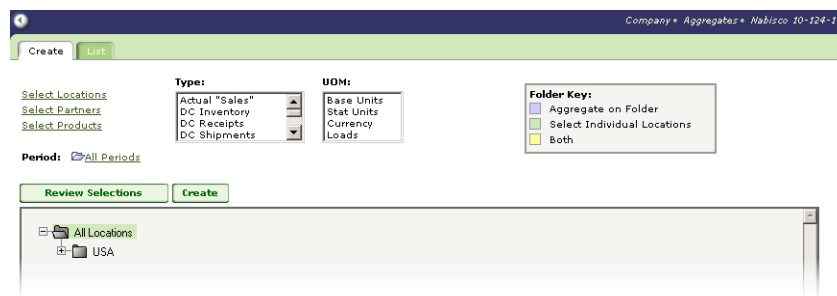 Company • Aggregates • Nabisco 10-124-1
Create List
Select Locations
Select Partners
Select Products
Type:
Actual "Sales"
DC Inventory
DC Receipts
DC Shipments
UOM:
Base Units
Stat Units
Currency
Loads
Folder Key:
Aggregate on Folder
Select Individual Locations
Both
Period: All Periods
Review Selections Create
All Locations
USA